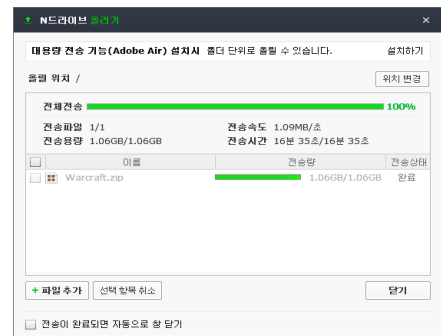 N드라이브 올리기
대용량 전송 기능(Adobe Air) 설치시 폴더 단위로 올릴 수 있습니다. 설치하기
올릴 위치 / 위치 변경
전체전송 100%
전송파일 1/1 전송속도 1.09MB/초
전송용량 1.06GB/1.06GB 전송시간 16분 35초/16분 35초
이름 전송량 전송상태
Warcraft.zip 1.06GB/1.06GB 완료
+ 파일 추가 선택 항목 취소 닫기
전송이 완료되면 자동으로 창 닫기